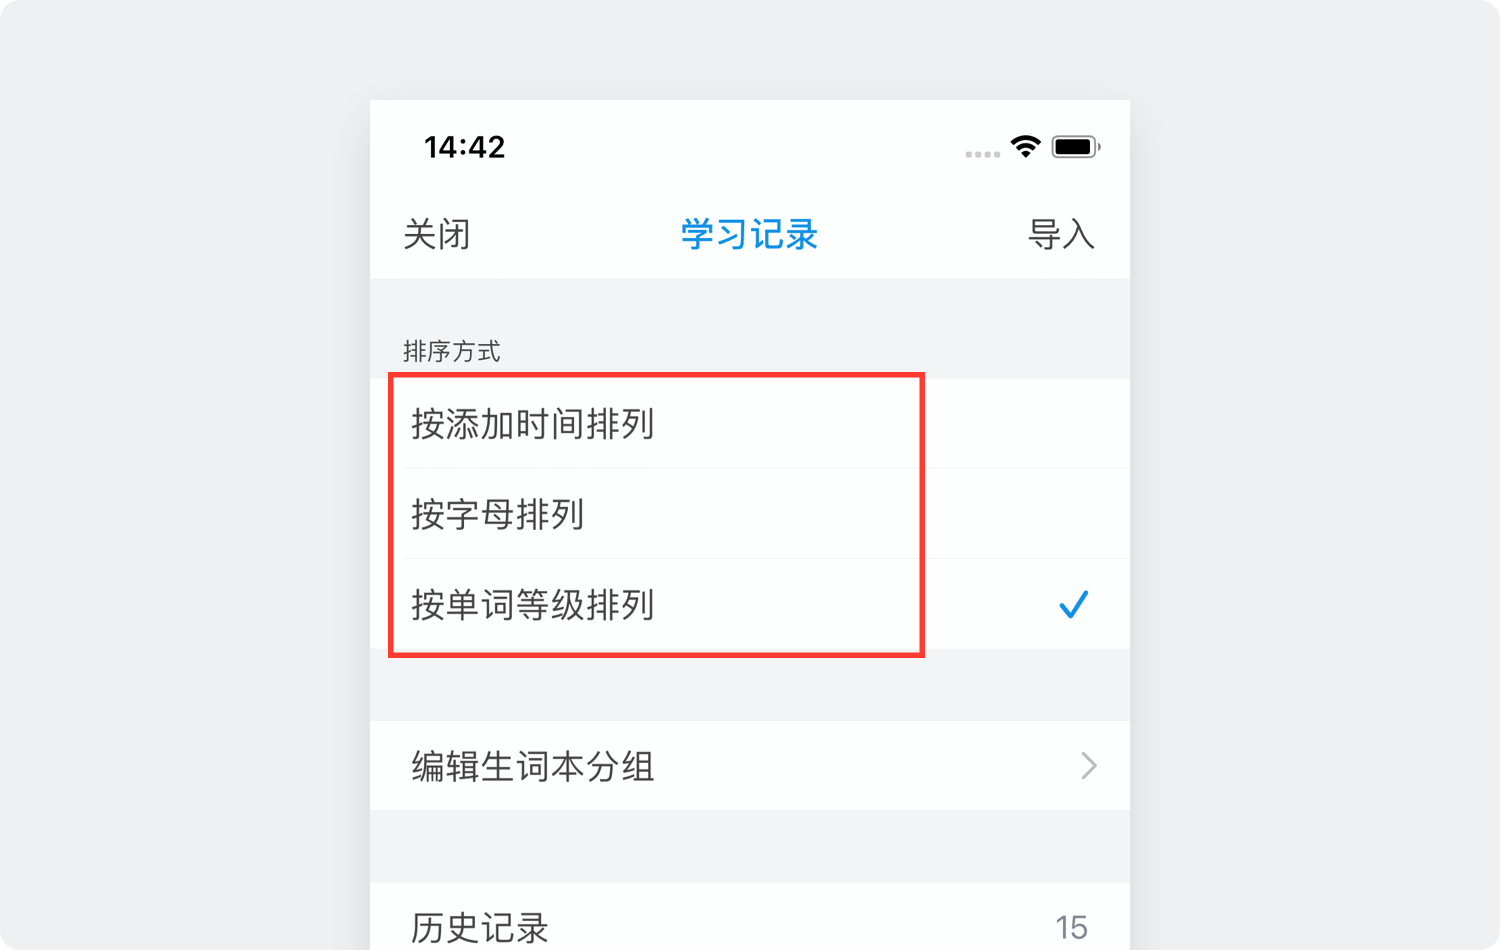 14:42
关闭 学习记录 导入
排序方式
按添加时间排列
按字母排列
按单词等级排列
编辑生词本分组
历史记录 15